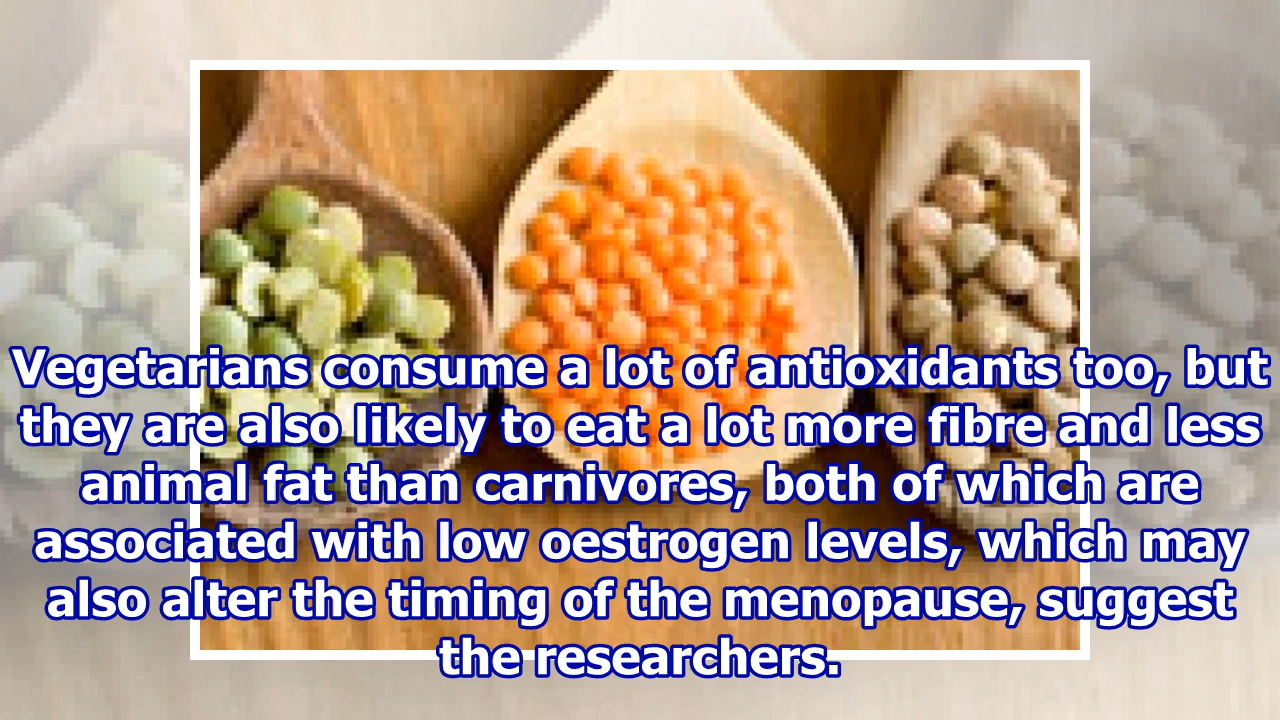 Vegetarians consume a lot of antioxidants too, but
they are also likely to eat a lot more fibre and less
animal fat than carnivores, both of which are
associated with low oestrogen levels, which may
also alter the timing of the menopause, suggest
the researchers.